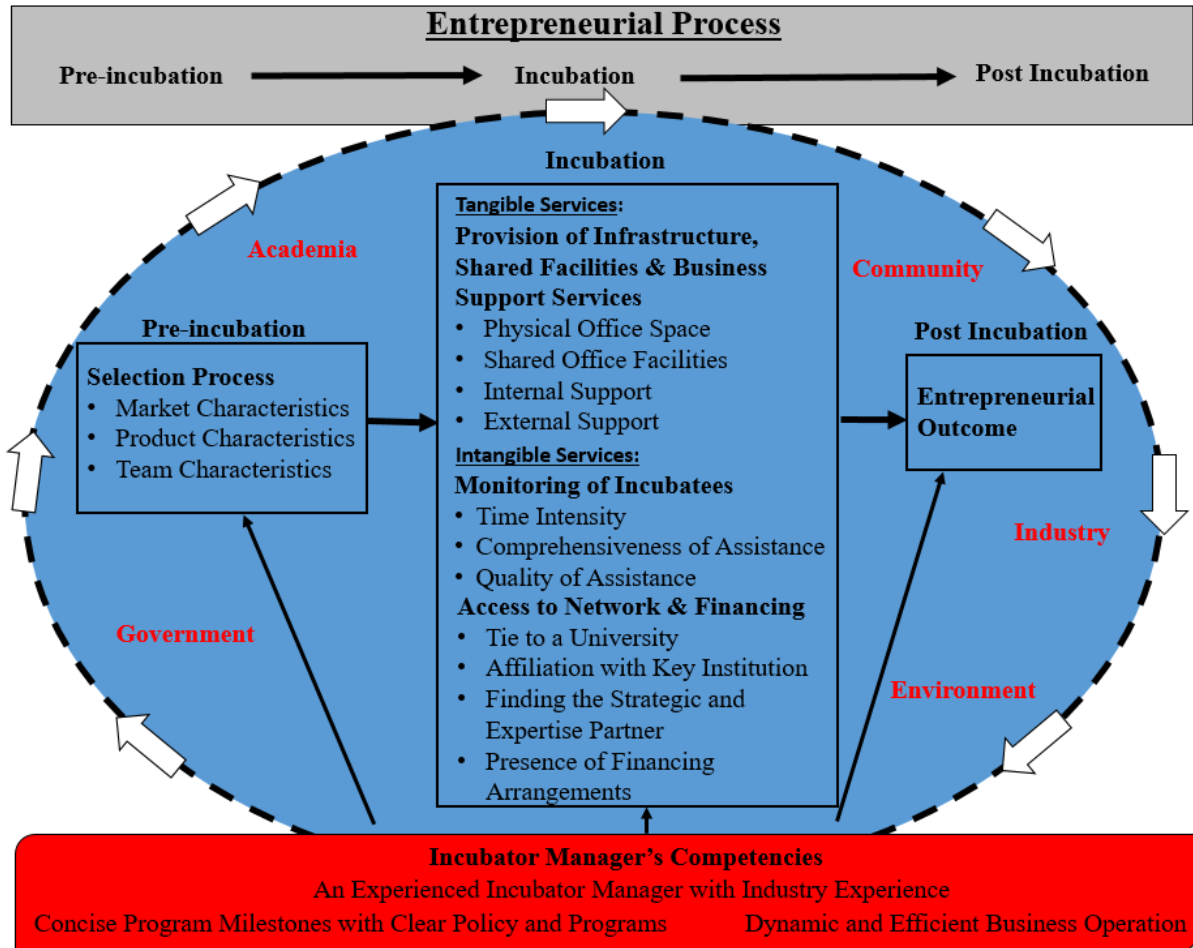 Entrepreneurial Process
Pre-incubation
Incubation
Post Incubation
Incubation
Academia
Community
Pre-incubation
Selection Process
• Market Characteristics
• Product Characteristics
• Team Characteristics
Tangible Services:
Provision of Infrastructure,
Shared Facilities & Business
Support Services
• Physical Office Space
• Shared Office Facilities
• Internal Support
• External Support
Intangible Services:
Monitoring of Incubatees
• Time Intensity
• Comprehensiveness of Assistance
• Quality of Assistance
Access to Network & Financing
• Tie to a University
• Affiliation with Key Institution
• Finding the Strategic and
Expertise Partner
• Presence of Financing
Arrangements
Post Incubation
Entrepreneurial
Outcome
Industry
Government
Environment
Incubator Manager's Competencies
An Experienced Incubator Manager with Industry Experience
Concise Program Milestones with Clear Policy and Programs
Dynamic and Efficient Business Operation